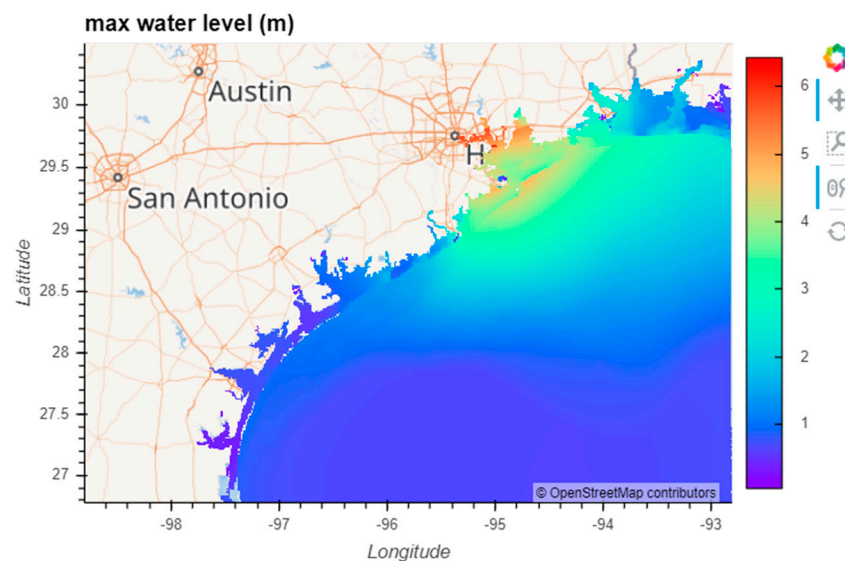 max water level (m)
Austin
H
San Antonio
30
29.5
29
28.5
28
27.5
27
Latitude
-98
-97
-96
-95
-94
-93
Longitude
6
5
4
3
2
1
© OpenStreetMap contributors